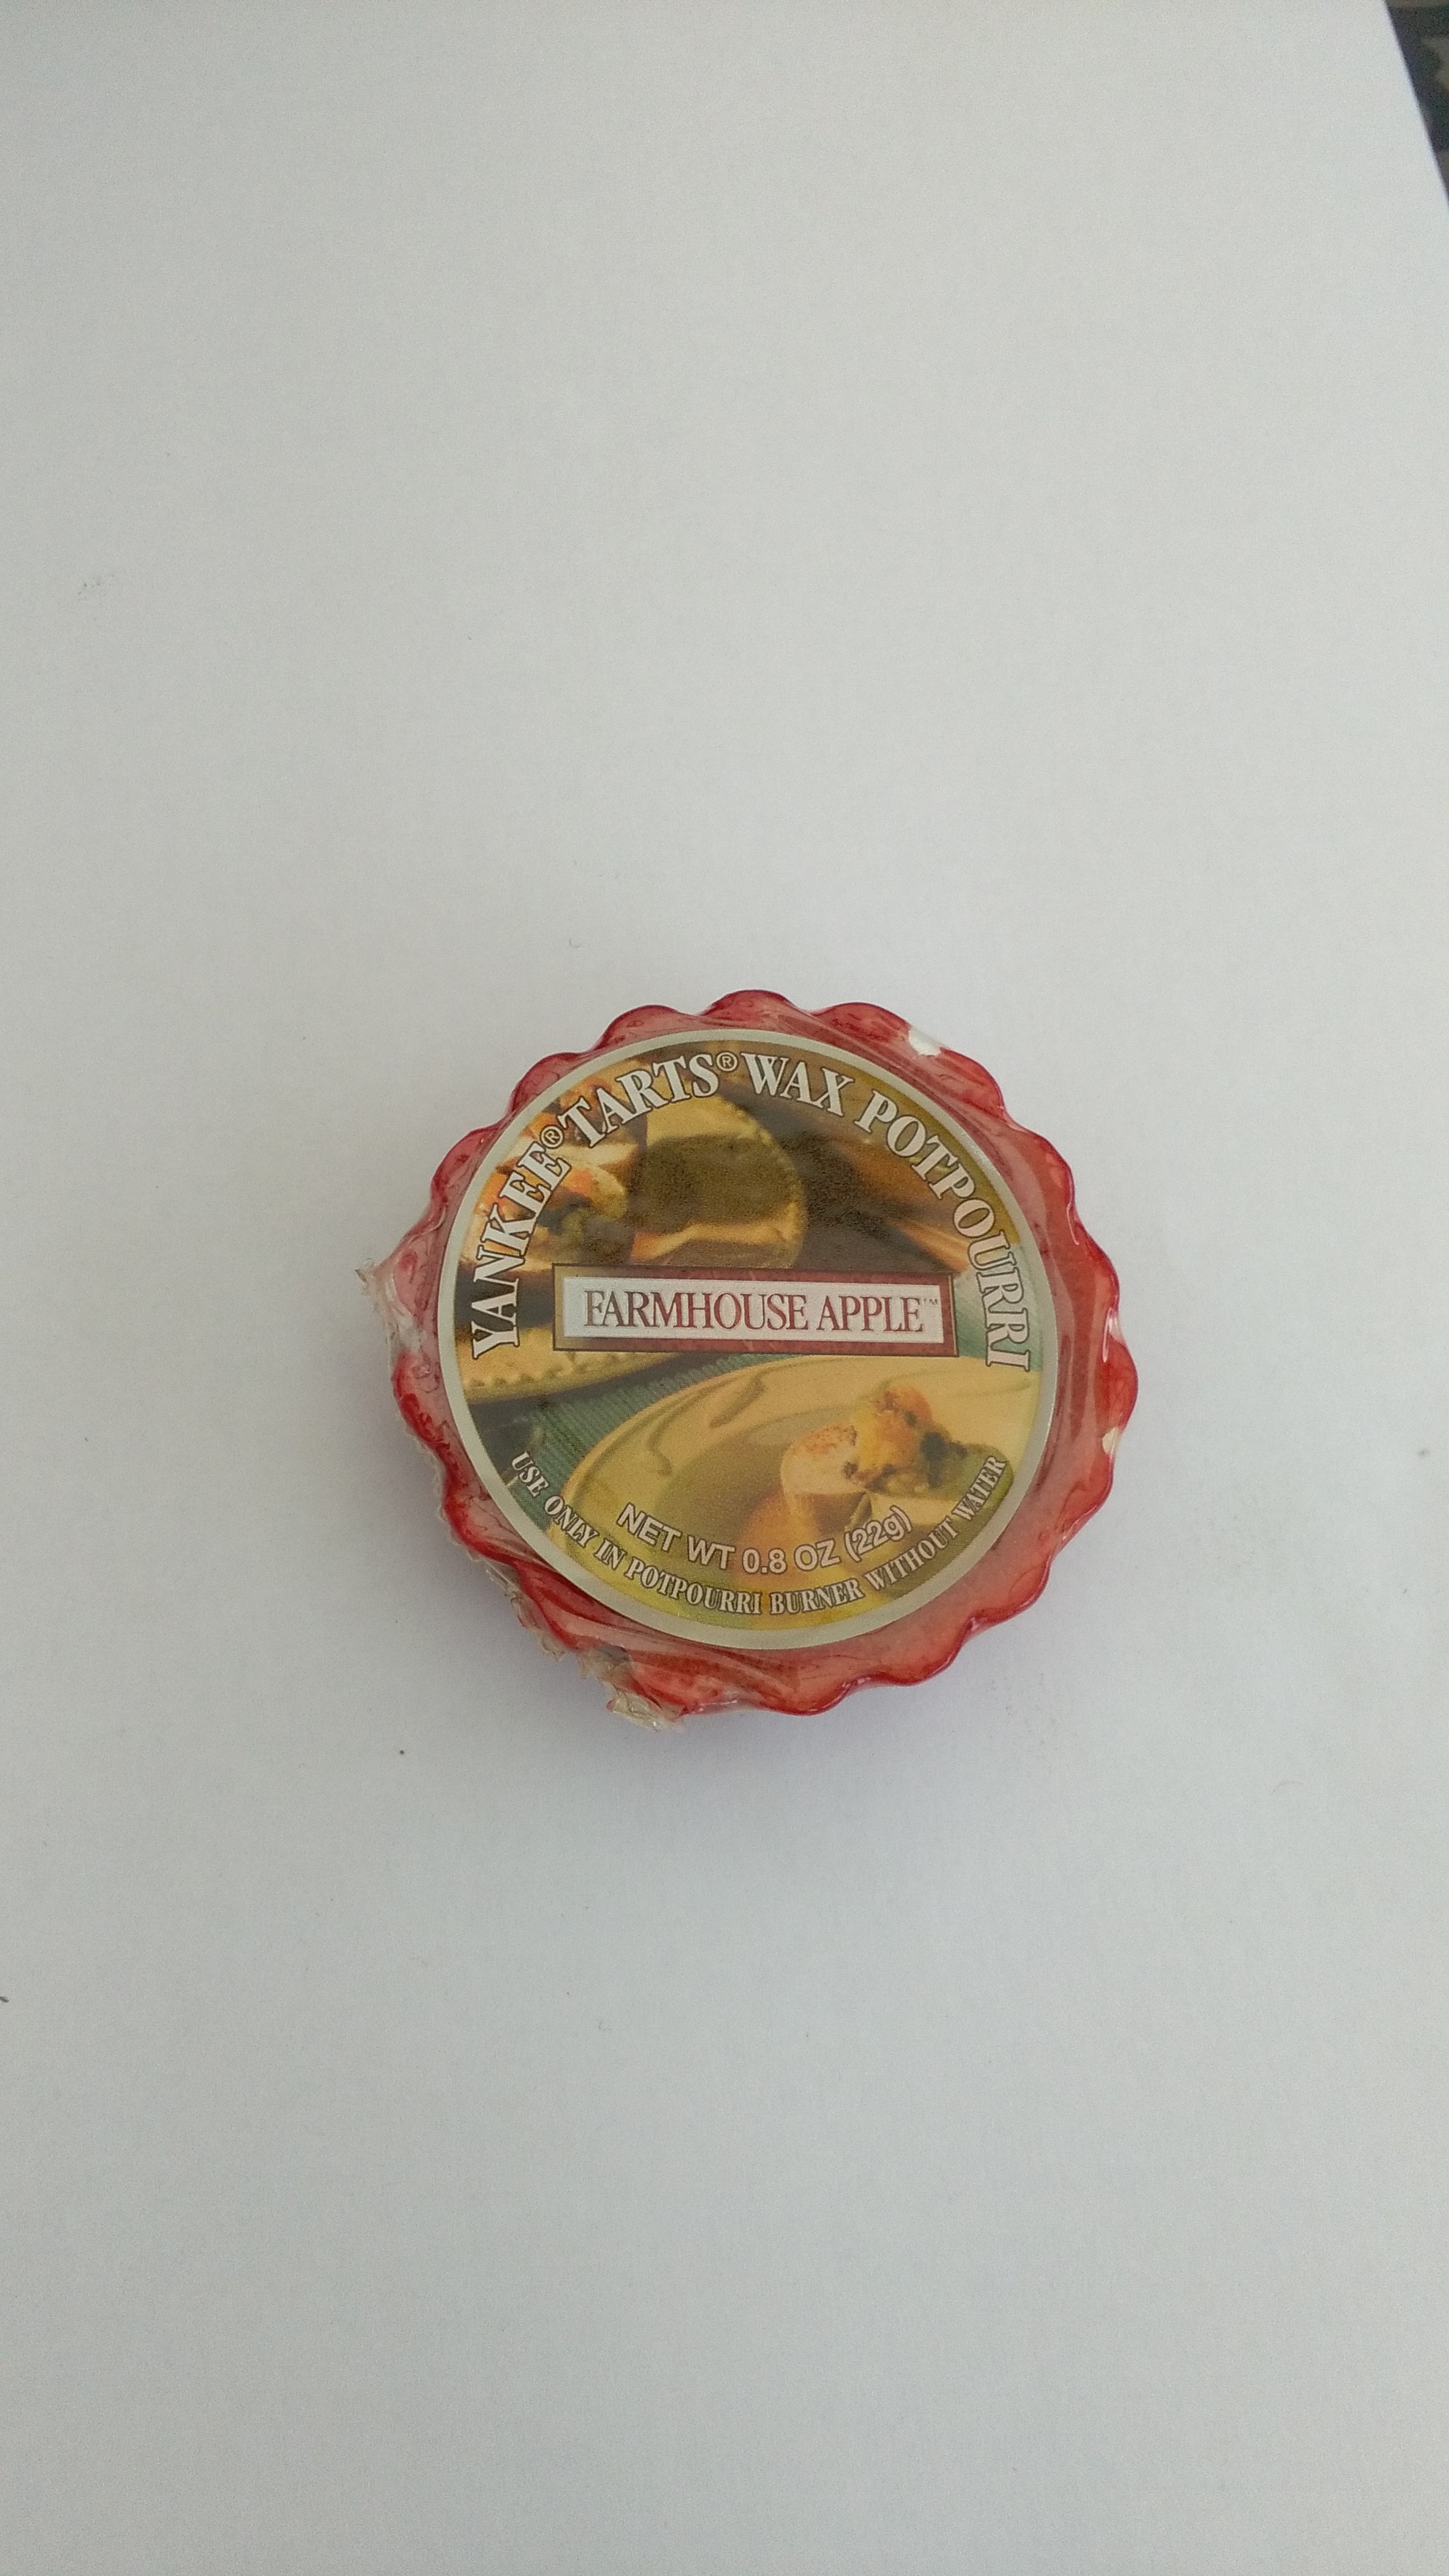 YANKEE® TARTS® WAX POTPOURRI
FARMHOUSE APPLE™
NET WT 0.8 OZ (22g)
USE ONLY IN POTPOURRI BURNER WITHOUT WATER